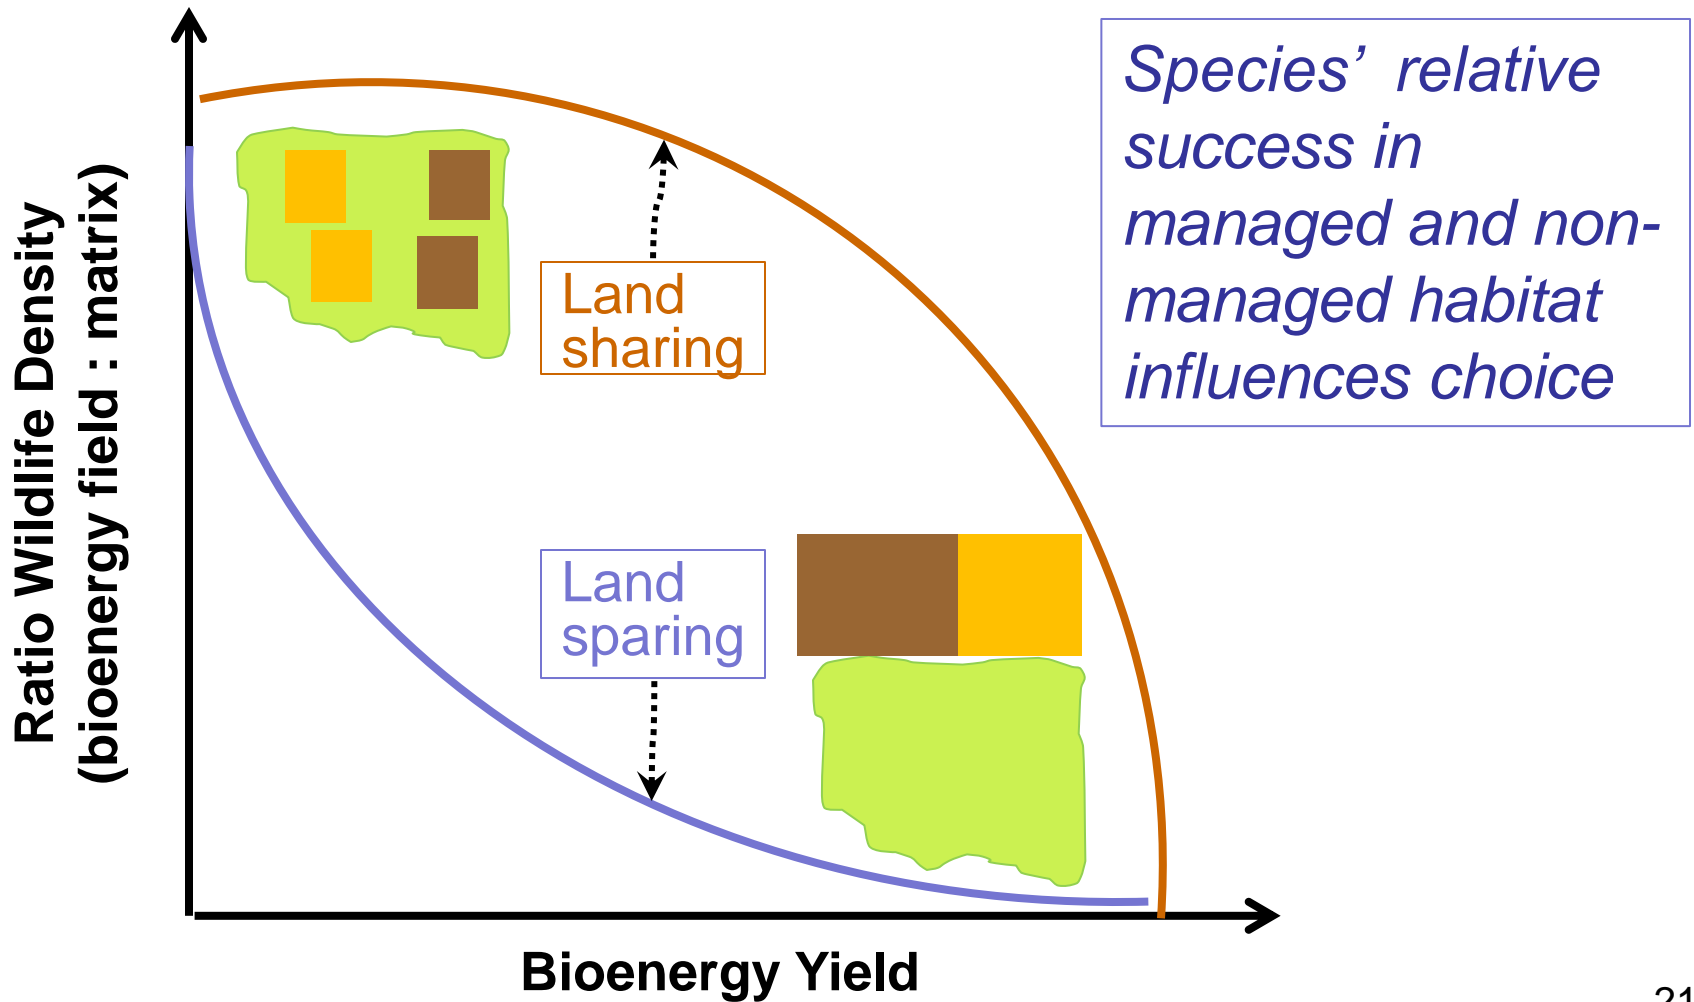 Ratio Wildlife Density
(bioenergy field : matrix)
Species’ relative
success in
managed and non-
managed habitat
influences choice
Land
sharing
Land
sparing
Bioenergy Yield
21